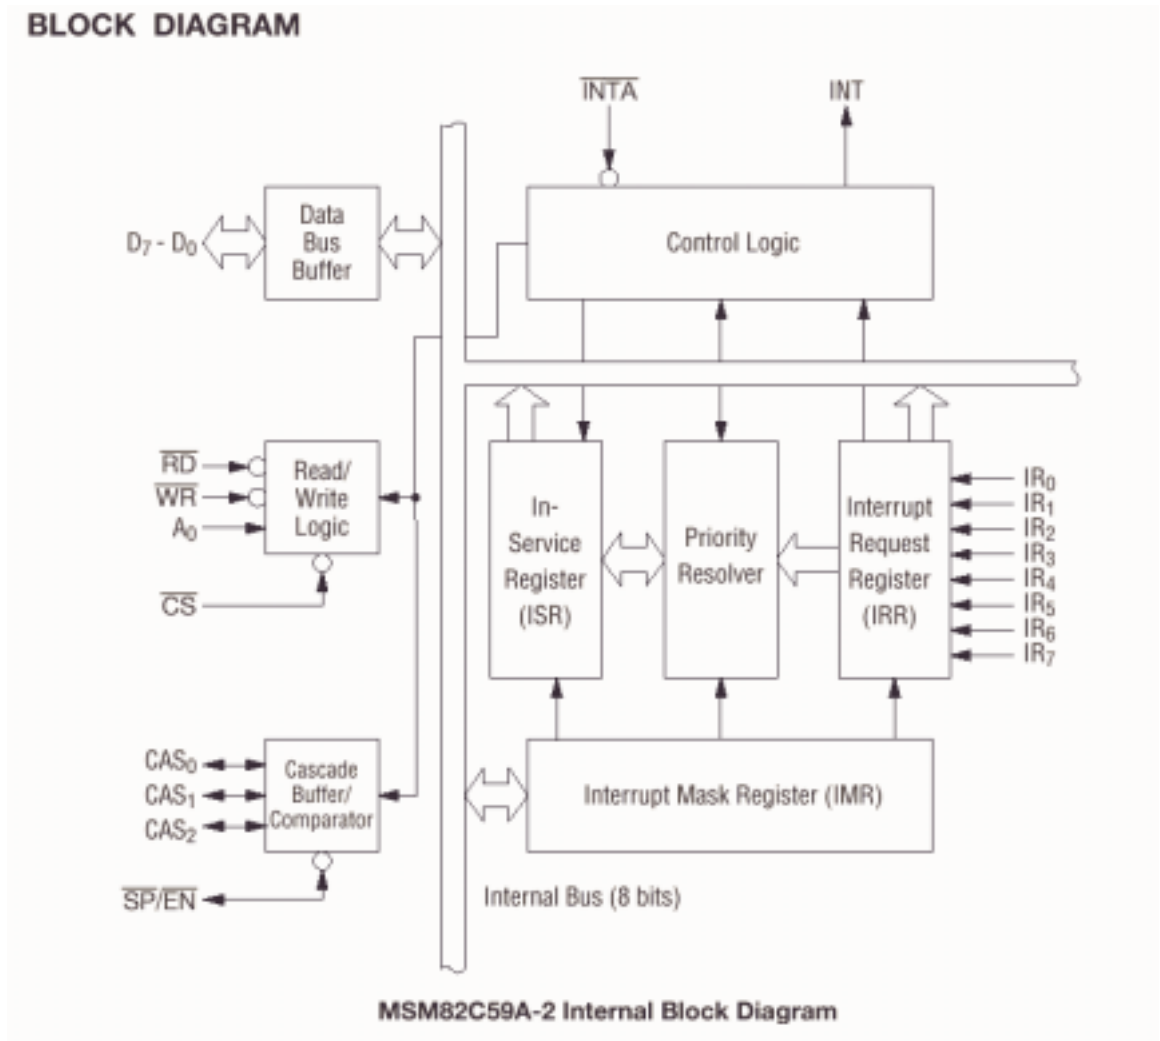 BLOCK DIAGRAM
INTA
INT
Data
Bus
Buffer
D7 - D0
Control Logic
RD
WR
A0
CS
Read/
Write
Logic
In-
Service
Register
(ISR)
Priority
Resolver
Interrupt
Request
Register
(IRR)
IR0
IR1
IR2
IR3
IR4
IR5
IR6
IR7
CAS0
CAS1
CAS2
SP/EN
Cascade
Buffer/
Comparator
Interrupt Mask Register (IMR)
Internal Bus (8 bits)
MSM82C59A-2 Internal Block Diagram